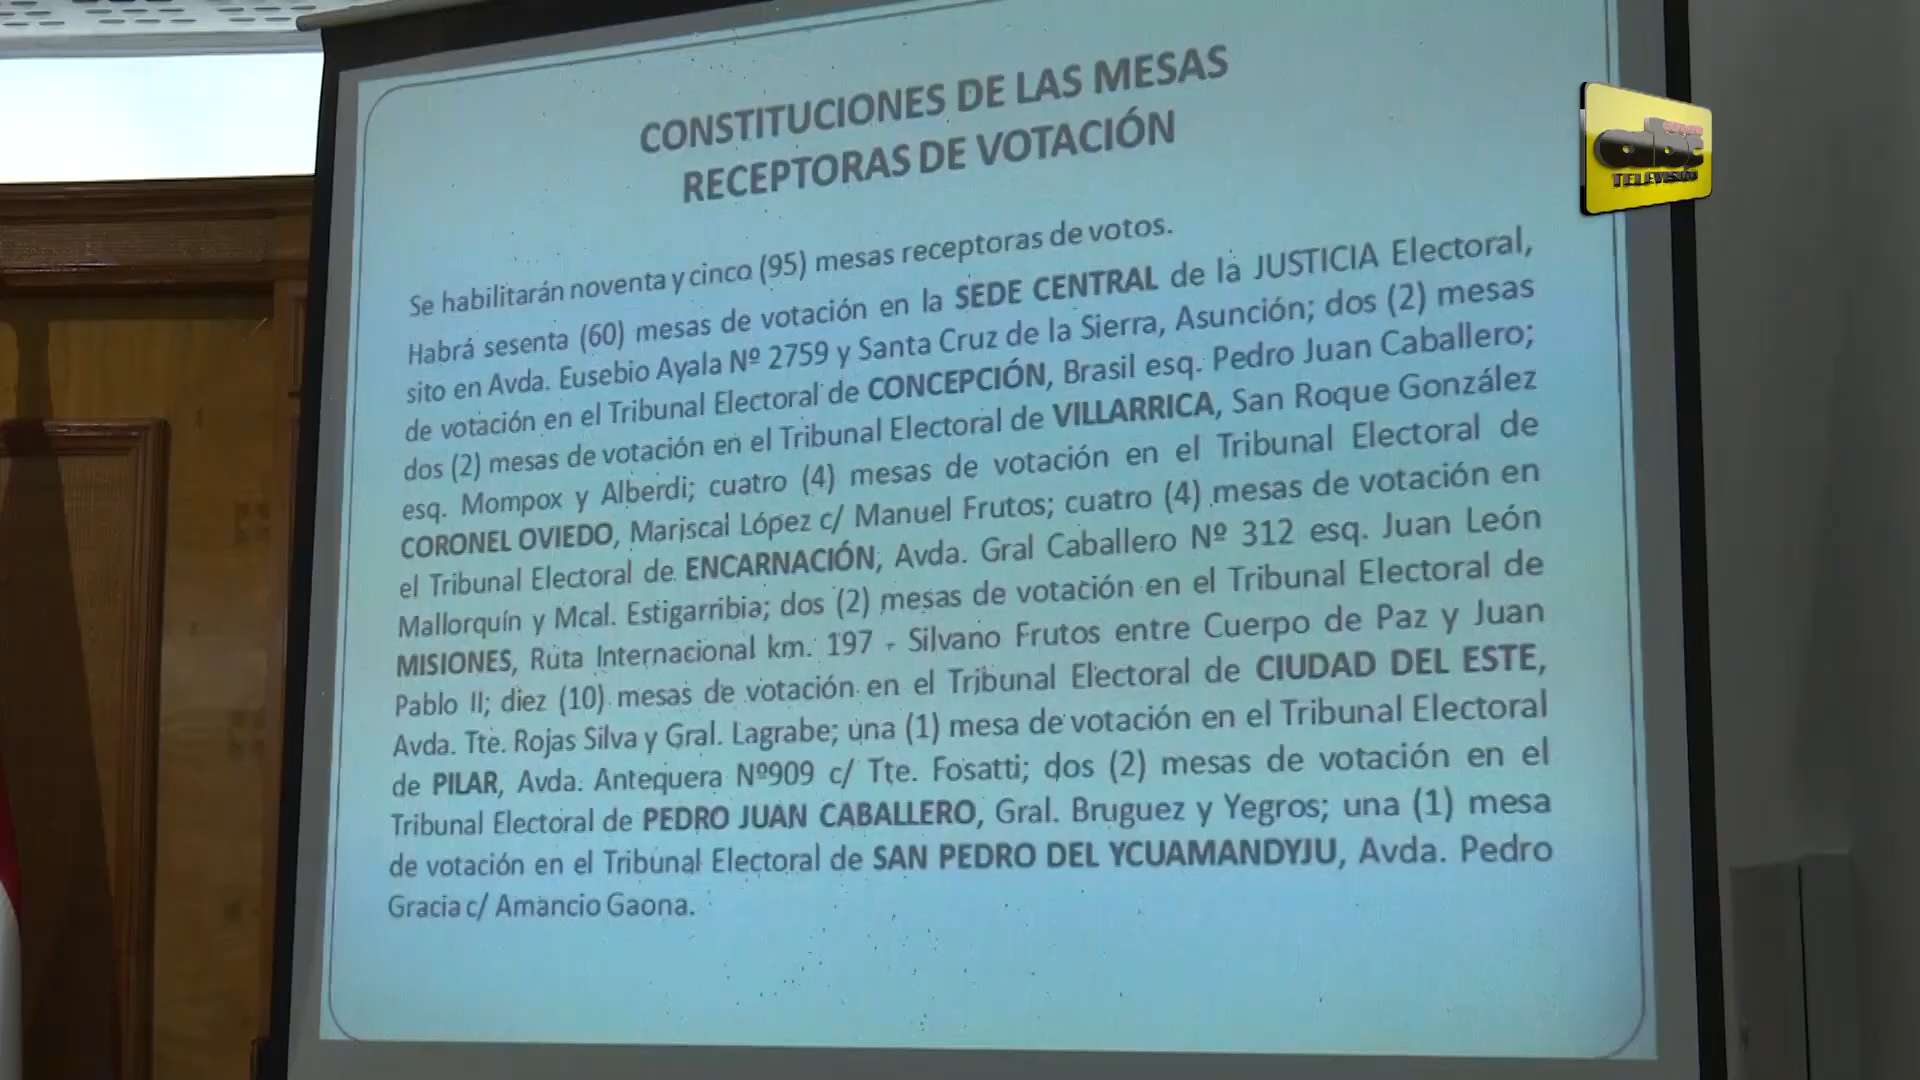 CONSTITUCIONES DE LAS MESAS
RECEPTORAS DE VOTACIÓN
Se habilitarán noventa y cinco (95) mesas receptoras de votos.
Habrá sesenta (60) mesas de votación en la SEDE CENTRAL de la JUSTICIA Electoral,
sito en Avda. Eusebio Ayala Nº 2759 y Santa Cruz de la Sierra, Asunción; dos (2) mesas
de votación en el Tribunal Electoral de CONCEPCIÓN, Brasil esq. Pedro Juan Caballero;
dos (2) mesas de votación en el Tribunal Electoral de VILLARRICA, San Roque González
esq. Mompox y Alberdi; cuatro (4) mesas de votación en el Tribunal Electoral de
CORONEL OVIEDO, Mariscal López c/ Manuel Frutos; cuatro (4) mesas de votación en
el Tribunal Electoral de ENCARNACIÓN, Avda. Gral Caballero Nº 312 esq. Juan León
Mallorquín y Mcal. Estigarribia; dos (2) mesas de votación en el Tribunal Electoral de
MISIONES, Ruta Internacional km. 197 - Silvano Frutos entre Cuerpo de Paz y Juan
Pablo II; diez (10) mesas de votación en el Tribunal Electoral de CIUDAD DEL ESTE,
Avda. Tte. Rojas Silva y Gral. Lagrabe; una (1) mesa de votación en el Tribunal Electoral
de PILAR, Avda. Antequera Nº909 c/ Tte. Fosatti; dos (2) mesas de votación en el
Tribunal Electoral de PEDRO JUAN CABALLERO, Gral. Bruguez y Yegros; una (1) mesa
de votación en el Tribunal Electoral de SAN PEDRO DEL YCUAMANDYJU, Avda. Pedro
Gracia c/ Amancio Gaona.
abc
TELEVISIÓN